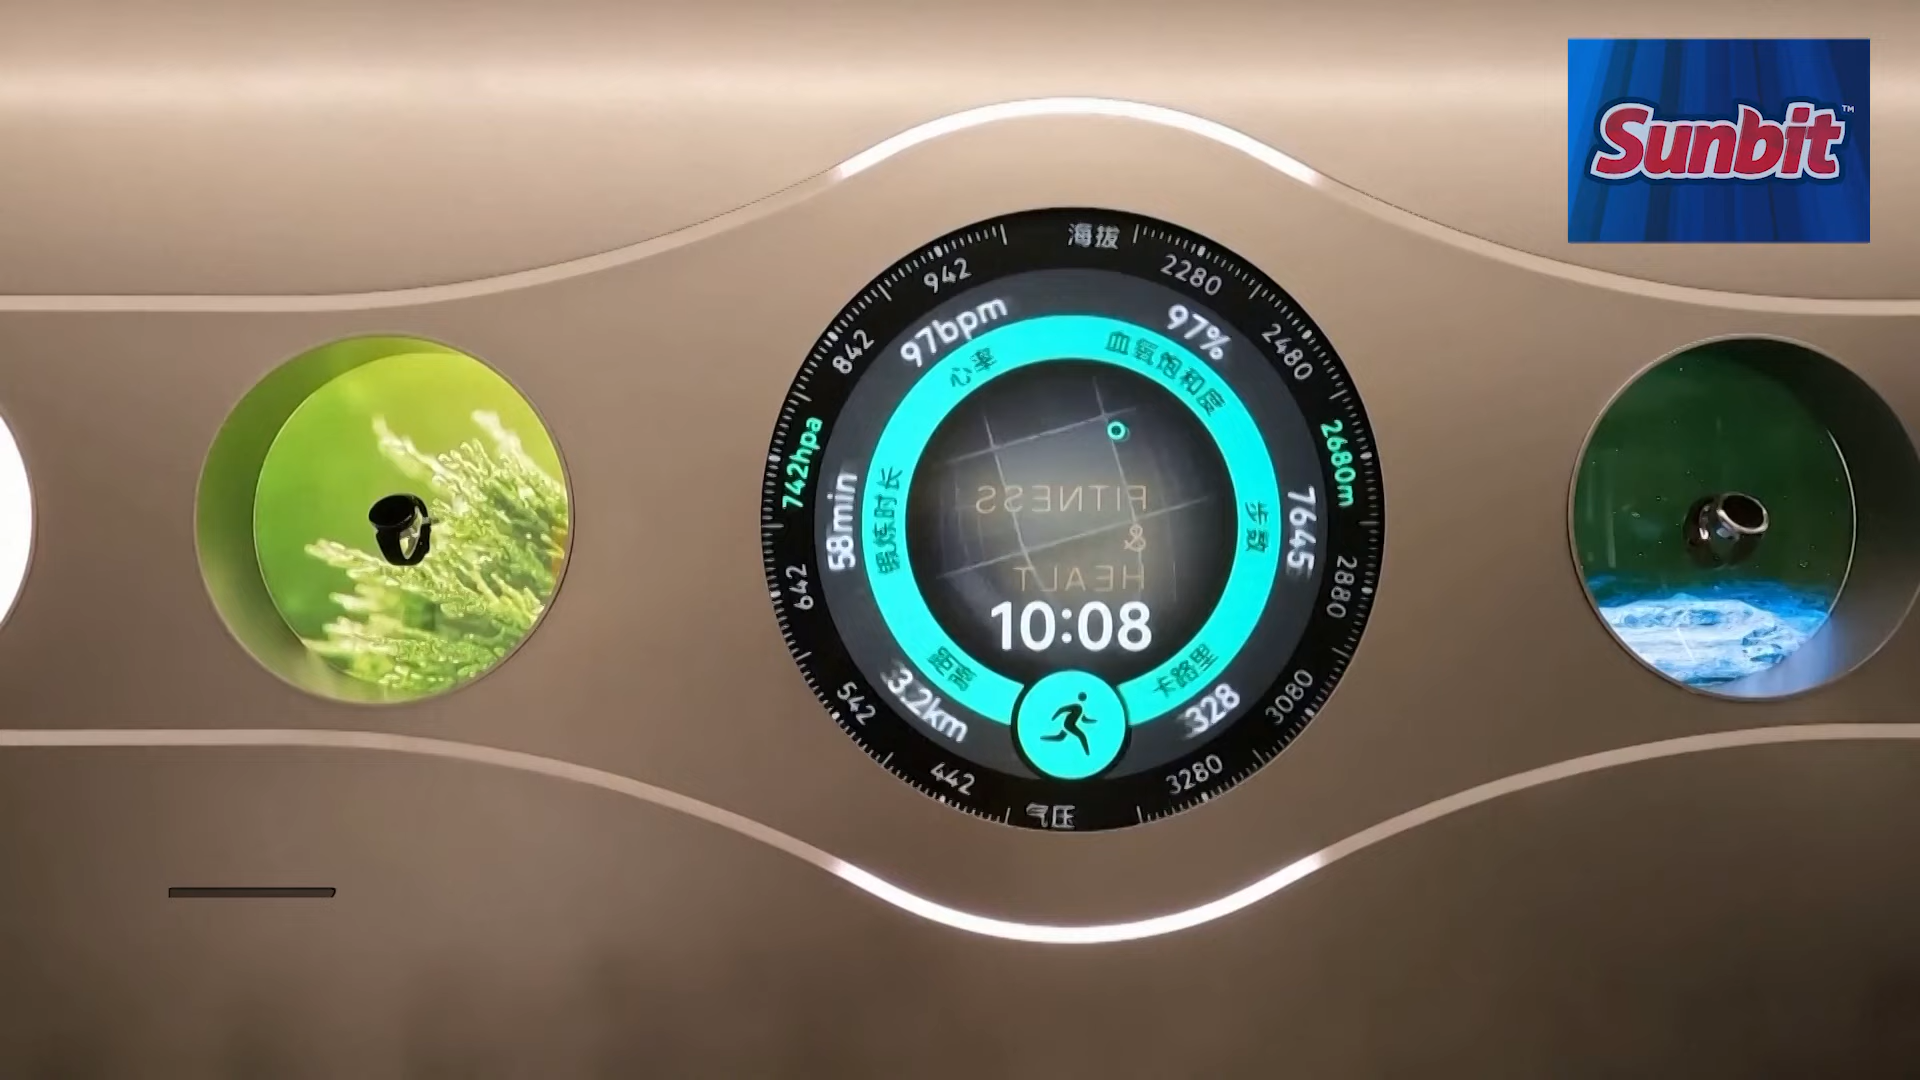 Sunbit™
海拔
942
2280
97bpm
97%
842
2480
心率
血氧饱和度
742hpa
2680m
58min
锻炼时长
FITNESS
&
HEALT
步数
7645
642
2880
10:08
距离
卡路里
3.2km
328
542
3080
442
3280
气压